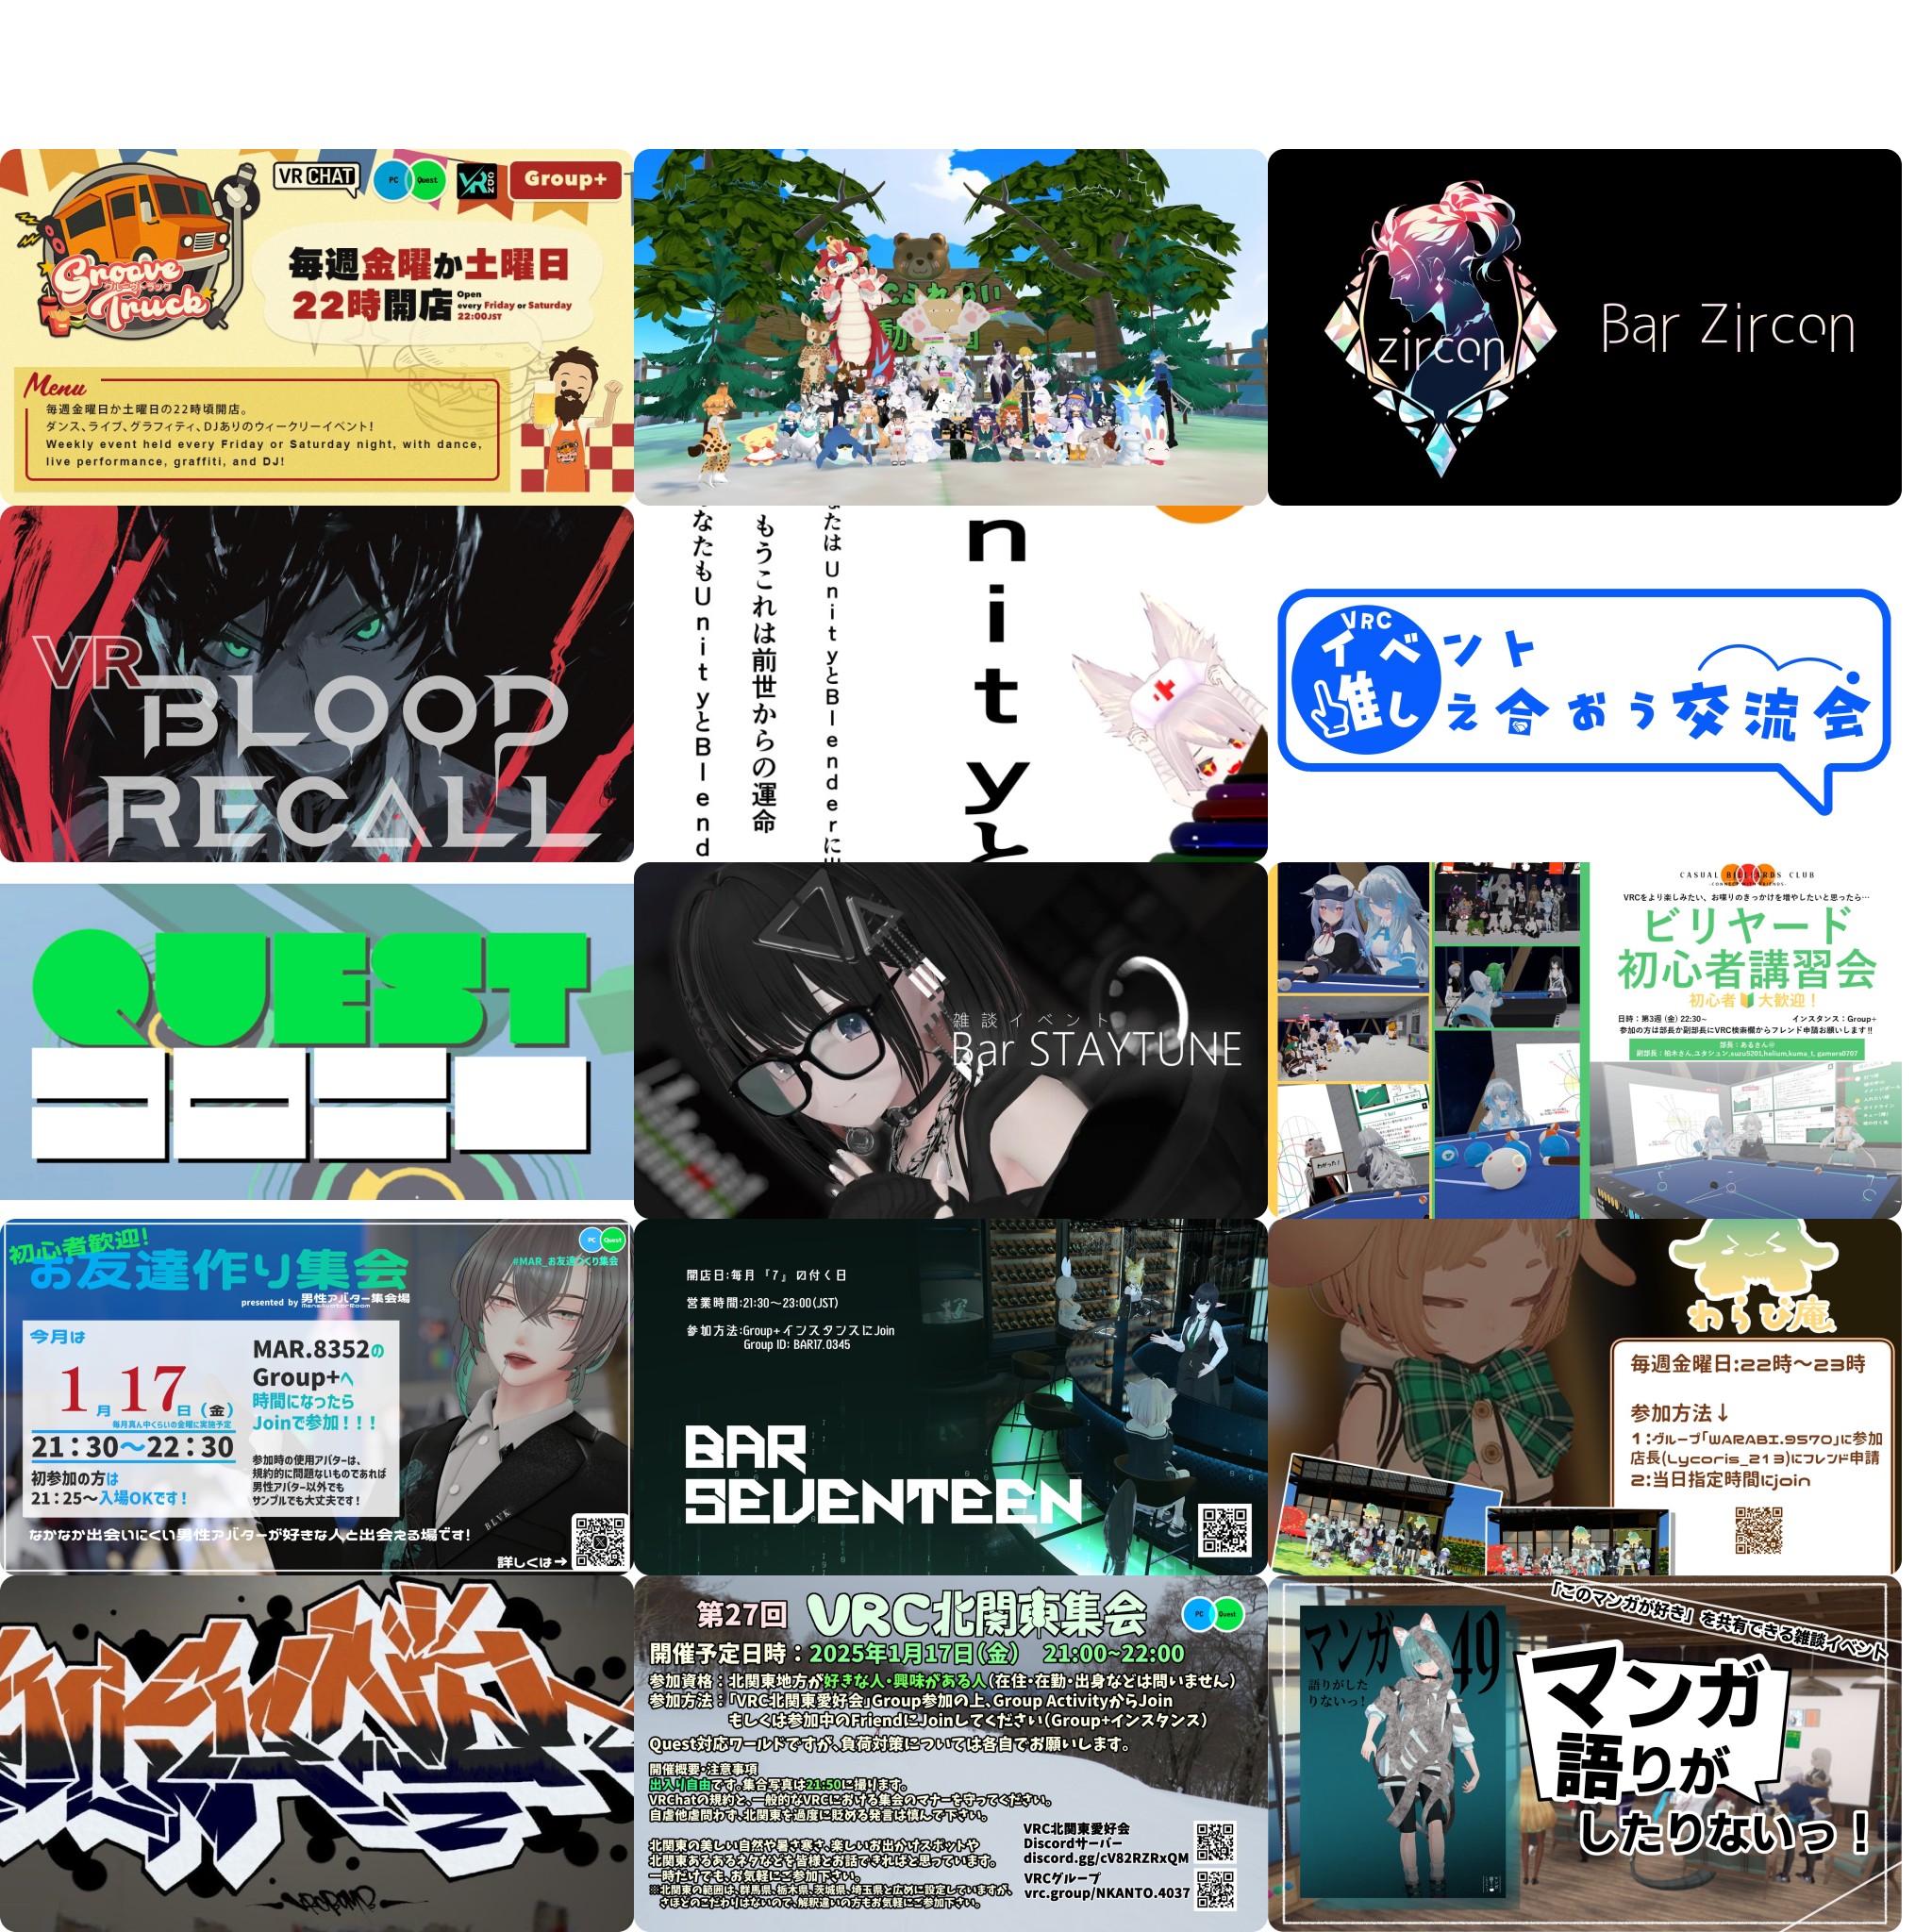 VRCHAT
PC
Quest
VR
ZOO
Group+
Groove
グルーヴトラック
Truck
毎週金曜か土曜日
22時開店
Open
every Friday or Saturday
22:00JST
Menu
毎週金曜日か土曜日の22時頃開店。
ダンス、ライブ、グラフィティ、DJありのウィークリーイベント!
Weekly event held every Friday or Saturday night, with dance,
live performance, graffiti, and DJ!
ふれあい
zircon
Bar Zircon
VR
BLOOD
RECALL
nityと
なたは UnityとBlenderに
もうこれは前世からの運命
なたもUnityとBlend
VRC
イベント
推し え合おう交流会
QUEST
雑談イベント
Bar STAYTUNE
CASUAL BILLIARDS CLUB
-CONNECT WITH FRIENDS-
VRCをより楽しみたい、お喋りのきっかけを増やしたいと思ったら…
ビリヤード
初心者講習会
初心者🔰大歓迎!
日時:第3週(金)22:30~
インスタンス:Group+
参加の方は部長か副部長にVRC検索欄からフレンド申請お願いします!!
部長:あるきん@
わかった!
初心者歓迎!
お友達作り集会
presented by 男性アバター集会場
MensAvatarRoom
PC
Quest
#MAR_お友達づくり集会
今月は
1月17日(金)
毎月真ん中くらいの金曜に実施予定
21:30〜22:30
初参加の方は
21:25〜入場OKです!
MAR.8352の
Group+へ
時間になったら
Joinで参加!!!
参加時の使用アバターは、
規約的に問題ないものであれば
男性アバター以外でも
サンプルでも大丈夫です!
BLVK
なかなか出会いにくい男性アバターが好きな人と出会える場です!
詳しくは→
開店日:毎月『7』の付く日
営業時間:21:30〜23:00(JST)
参加方法:Group+インスタンスにJoin
Group ID: BAR17.0345
BAR
SEVENTEEN
わらび庵
毎週金曜日:22時〜23時
参加方法↓
1:グループ「WARABI.9570」に参加
店長(Lycoris_213)にフレンド申請
2:当日指定時間にjoin
第27回 VRC北関東集会
PC
Quest
開催予定日時:2025年1月17日(金) 21:00~22:00
参加資格:北関東地方が好きな人・興味がある人(在住・在勤・出身などは問いません)
参加方法:「VRC北関東愛好会」Group参加の上、Group ActivityからJoin
もしくは参加中のFriendにJoinしてください(Group+インスタンス)
Quest対応ワールドですが、負荷対策については各自でお願いします。
開催概要・注意事項
出入り自由です。集合写真は21:50に撮ります。
VRChatの規約と、一般的なVRCにおける集会のマナーを守ってください。
自虐他虐問わず、北関東を過度に貶める発言は慎んで下さい。
北関東の美しい自然や暑さ寒さ、楽しいお出かけスポットや
北関東あるあるネタなどを皆様とお話できればと思っています。
一時だけでも、お気軽にご参加下さい。
※北関東の範囲は、群馬県、栃木県、茨城県、埼玉県と広めに設定していますが、
さほどのこだわりはないので、解釈違いの方もお気軽にご参加下さい。
VRC北関東愛好会
Discordサーバー
discord.gg/cV82RZRxQM
VRCグループ
vrc.group/NKANTO.4037
「このマンガが好き」を共有できる雑談イベント
マンガ
語りがした
りないっ!
49
マンガ
語りが
したりないっ!